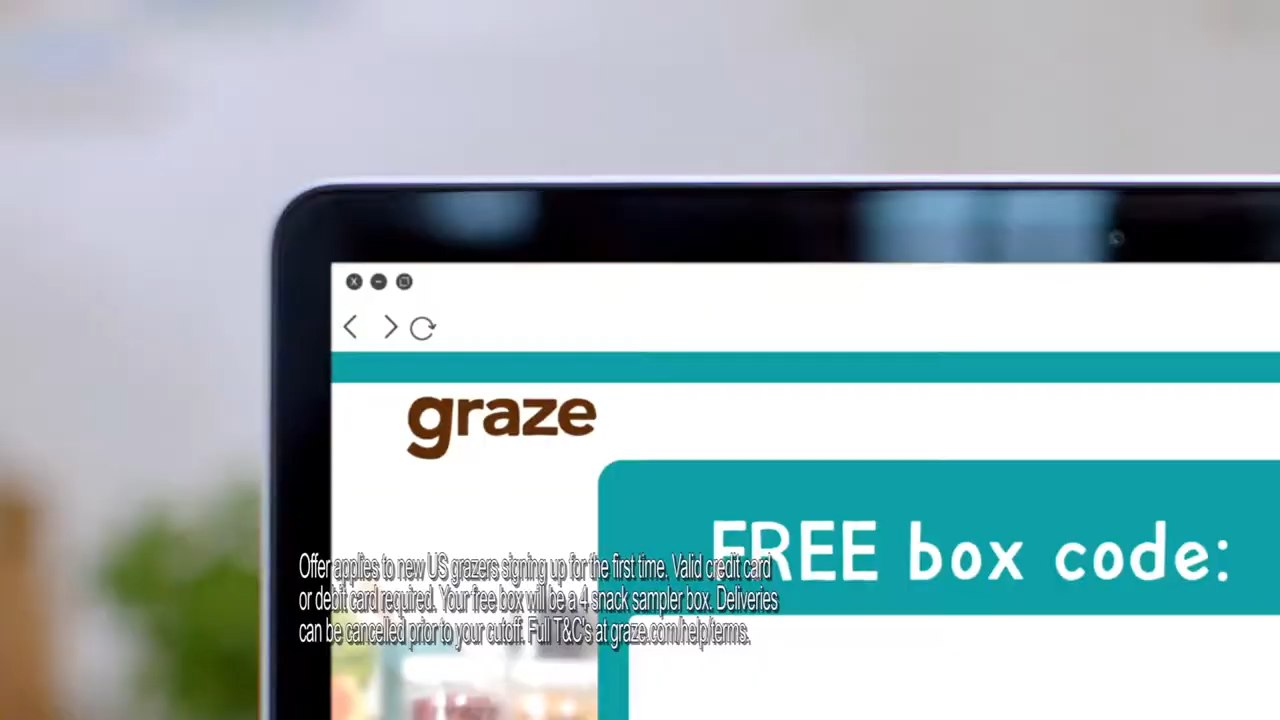 graze
FREE box code:
Offer applies to new US grazers signing up for the first time. Valid credit card
or debit card required. Your free box will be a 4 snack sampler box. Deliveries
can be cancelled prior to your cutoff. Full T&C's at graze.com/help/terms.